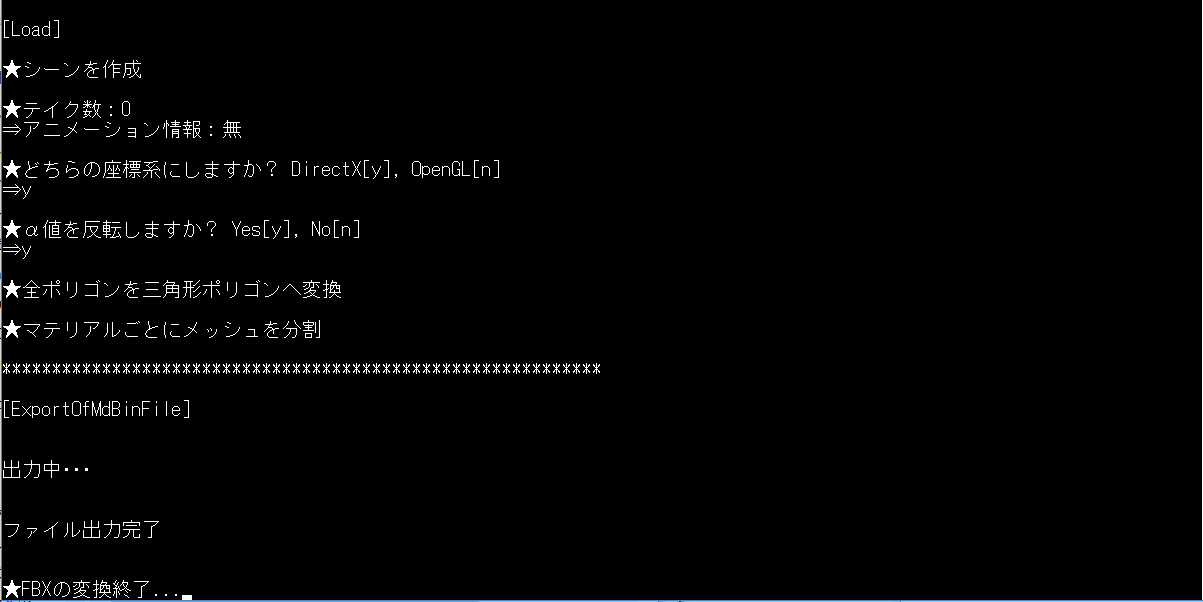 [Load]
★シーンを作成
★テイク数：0
⇒アニメーション情報：無
★どちらの座標系にしますか？ DirectX[y], OpenGL[n]
⇒y
★α値を反転しますか？ Yes[y], No[n]
⇒y
★全ポリゴンを三角形ポリゴンへ変換
★マテリアルごとにメッシュを分割
************************************************************
[ExportOfMdBinFile]
出力中･･･
ファイル出力完了
★FBXの変換終了..._